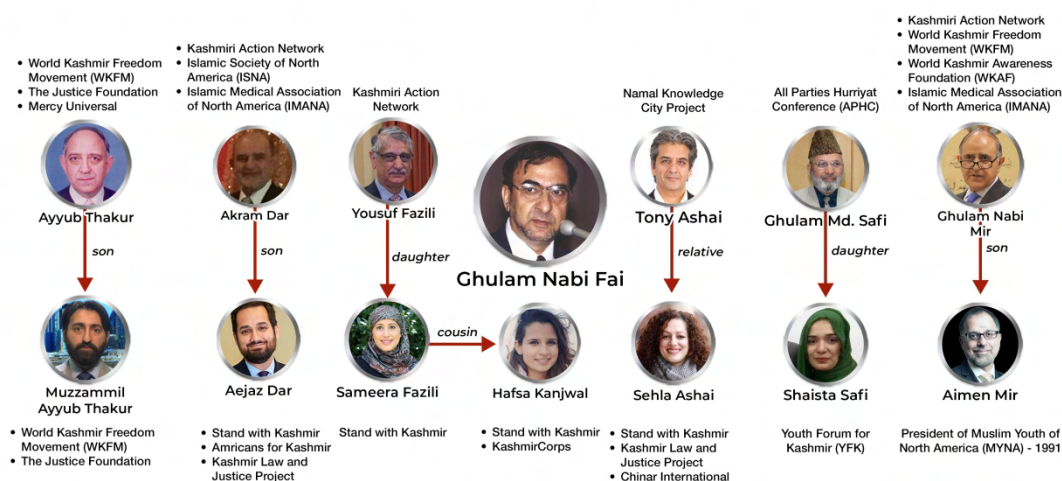 • World Kashmir Freedom
Movement (WKFM)
• The Justice Foundation
• Mercy Universal
Ayyub Thakur
• Kashmiri Action Network
• Islamic Society of North
America (ISNA)
• Islamic Medical Association
of North America (IMANA)
Akram Dar
Kashmiri Action
Network
Yousuf Fazili
Ghulam Nabi Fai
Namal Knowledge
City Project
Tony Ashai
All Parties Hurriyat
Conference (APHC)
Ghulam Md. Safi
• Kashmiri Action Network
• World Kashmir Freedom
Movement (WKFM)
• World Kashmir Awareness
Foundation (WKAF)
• Islamic Medical Association
of North America (IMANA)
Ghulam Nabi
Mir
son
son
daughter
relative
daughter
son
cousin
Muzzammil
Ayyub Thakur
• World Kashmir Freedom
Movement (WKFM)
• The Justice Foundation
Aejaz Dar
• Stand with Kashmir
• Amricans for Kashmir
• Kashmir Law and
Justice Project
Sameera Fazili
Stand with Kashmir
Hafsa Kanjwal
• Stand with Kashmir
• KashmirCorps
Sehla Ashai
• Stand with Kashmir
• Kashmir Law and
Justice Project
• Chinar International
Shaista Safi
Youth Forum for
Kashmir (YFK)
Aimen Mir
President of Muslim Youth of
North America (MYNA) - 1991